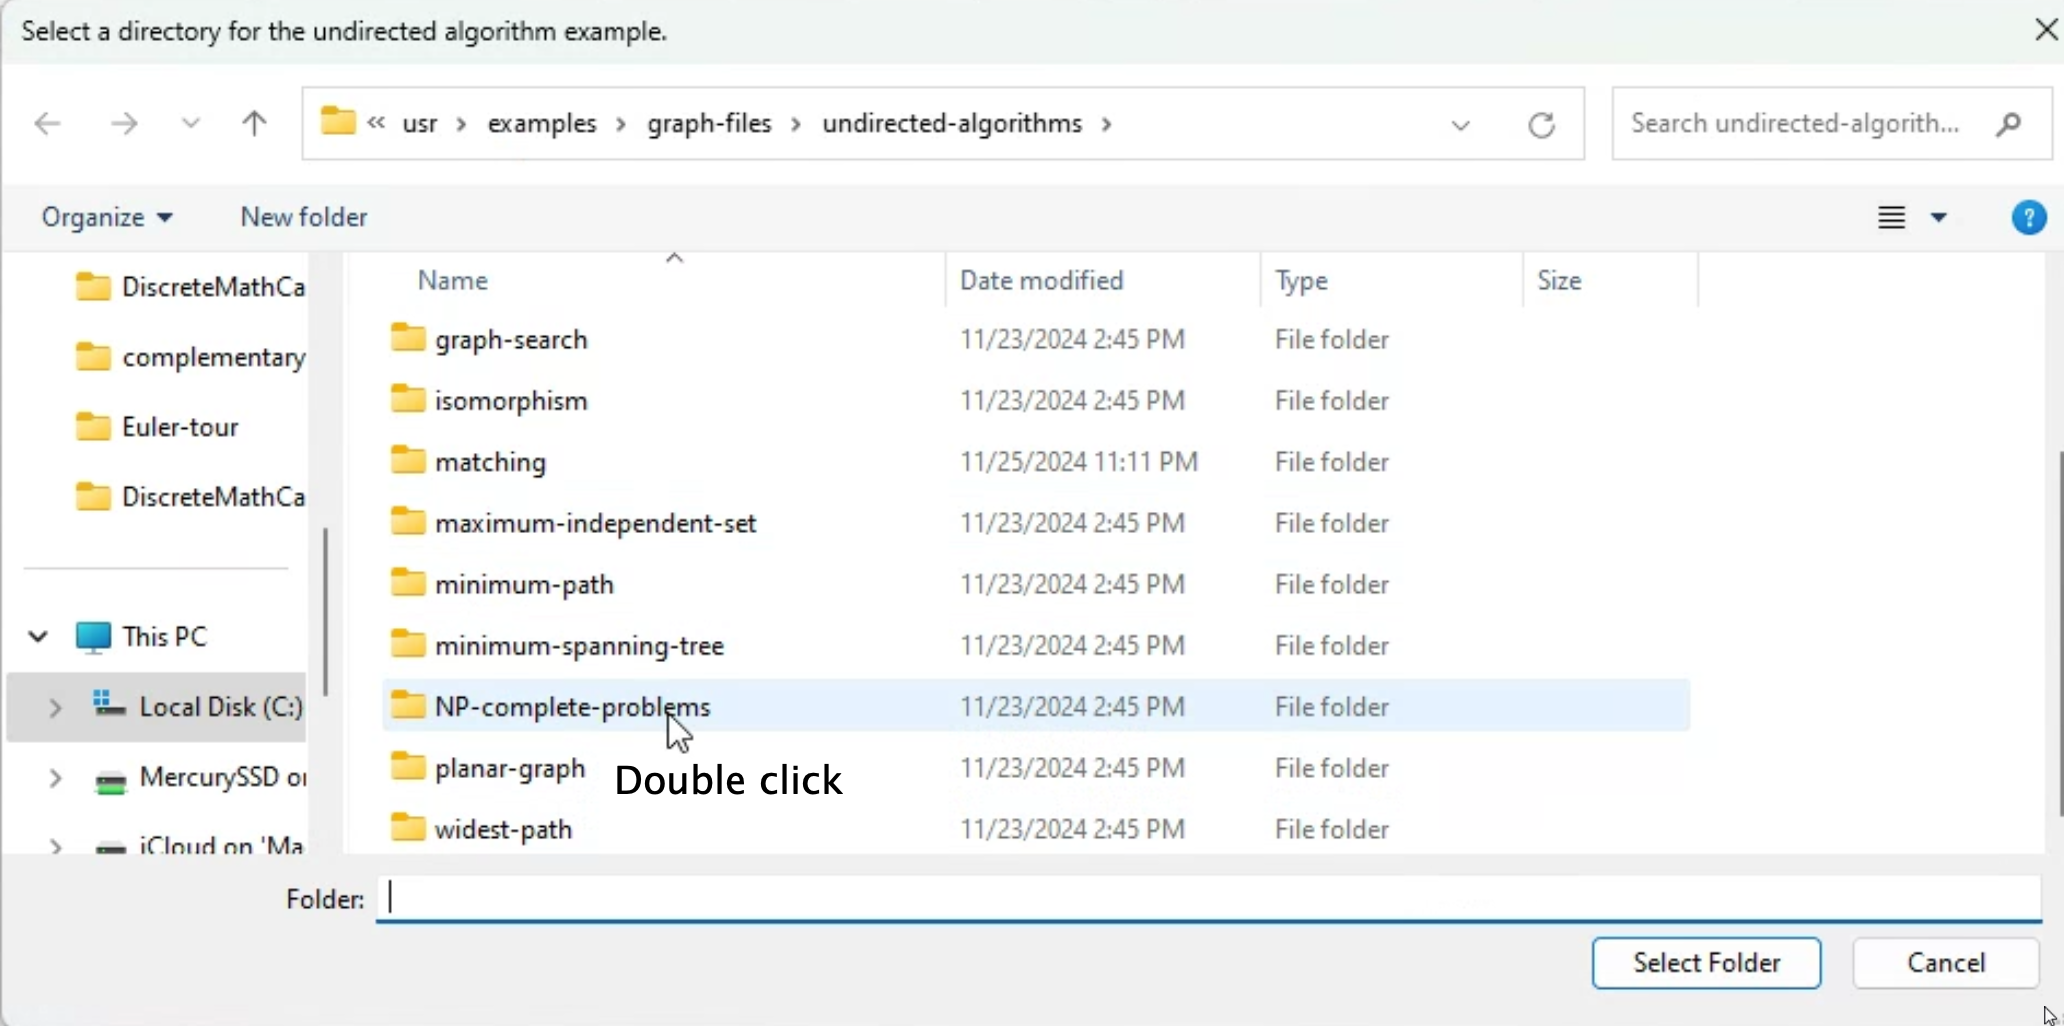 Select a directory for the undirected algorithm example.
« usr > examples > graph-files > undirected-algorithms >
Search undirected-algorith...
Organize
New folder
?
DiscreteMathCa
complementary
Euler-tour
DiscreteMathCa
This PC
Local Disk (C:)
MercurySSD or
iCloud on 'Ma
Name Date modified Type Size
graph-search 11/23/2024 2:45 PM File folder
isomorphism 11/23/2024 2:45 PM File folder
matching 11/25/2024 11:11 PM File folder
maximum-independent-set 11/23/2024 2:45 PM File folder
minimum-path 11/23/2024 2:45 PM File folder
minimum-spanning-tree 11/23/2024 2:45 PM File folder
NP-complete-problems 11/23/2024 2:45 PM File folder
planar-graph 11/23/2024 2:45 PM File folder
Double click
widest-path 11/23/2024 2:45 PM File folder
Folder:
Select Folder
Cancel